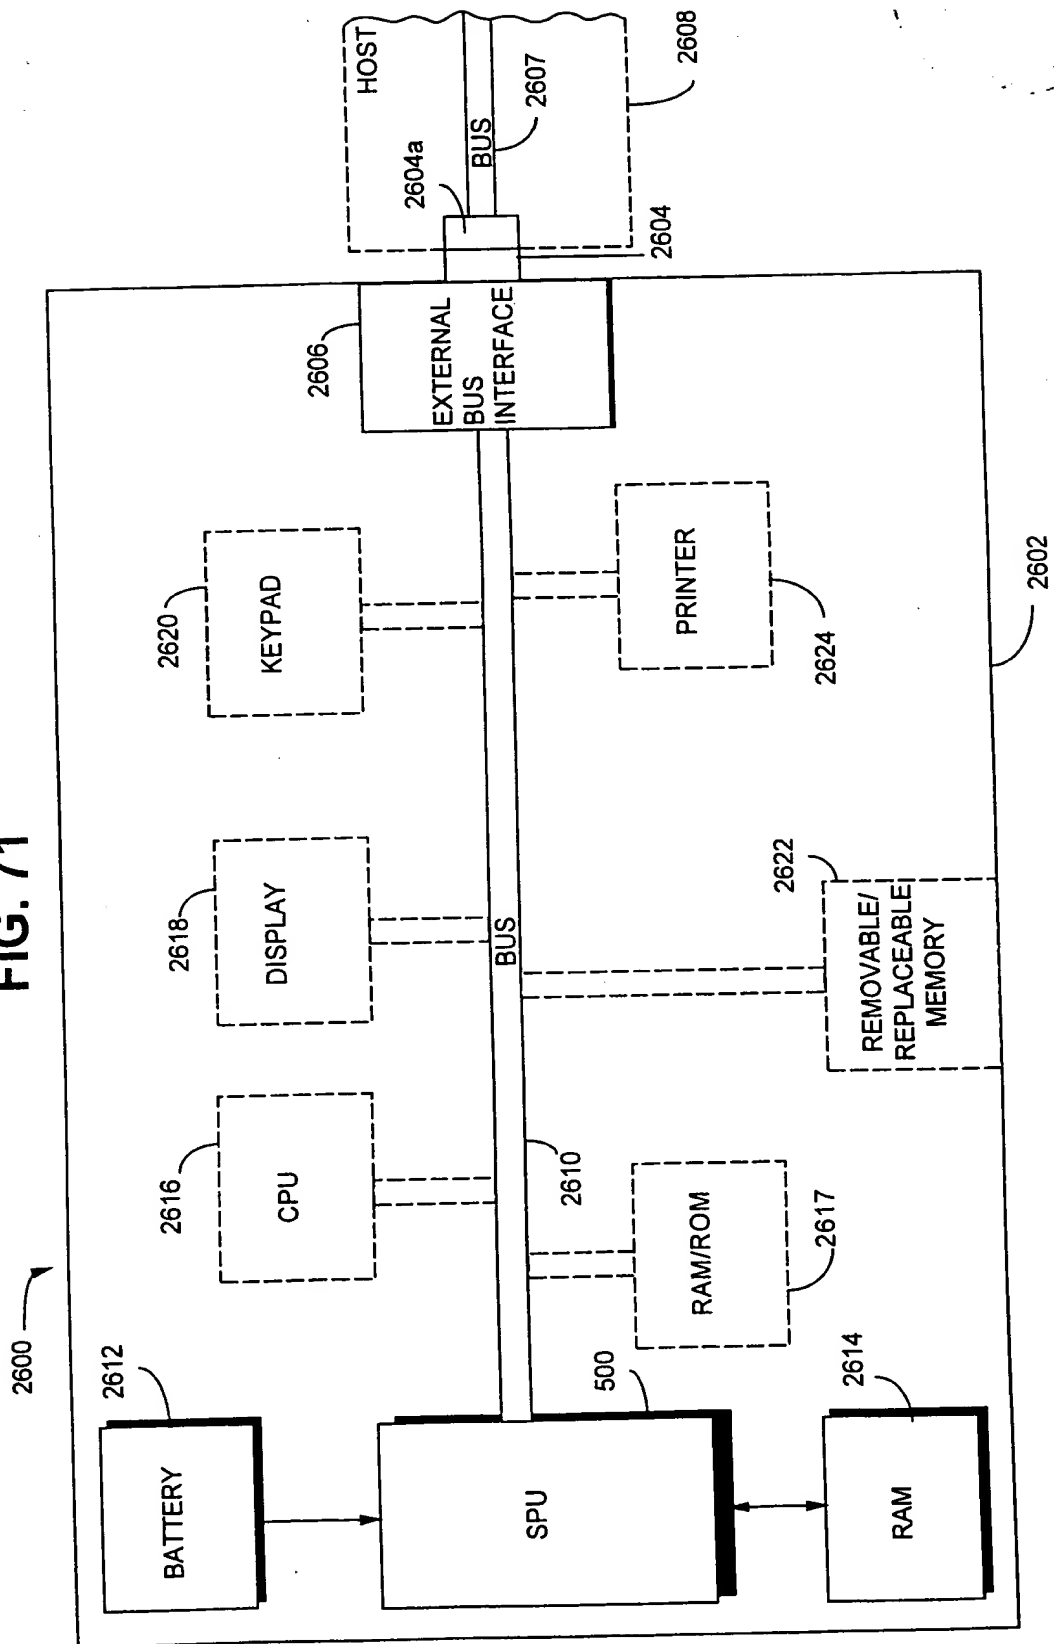 FIG. 71
2600
2612
BATTERY
2616
CPU
2618
DISPLAY
2620
KEYPAD
2606
EXTERNAL
BUS
INTERFACE
HOST
2604a
BUS
2607
2604
2608
SPU
500
BUS
2610
RAM/ROM
2617
PRINTER
2624
2614
RAM
2622
REMOVABLE/
REPLACEABLE
MEMORY
2602